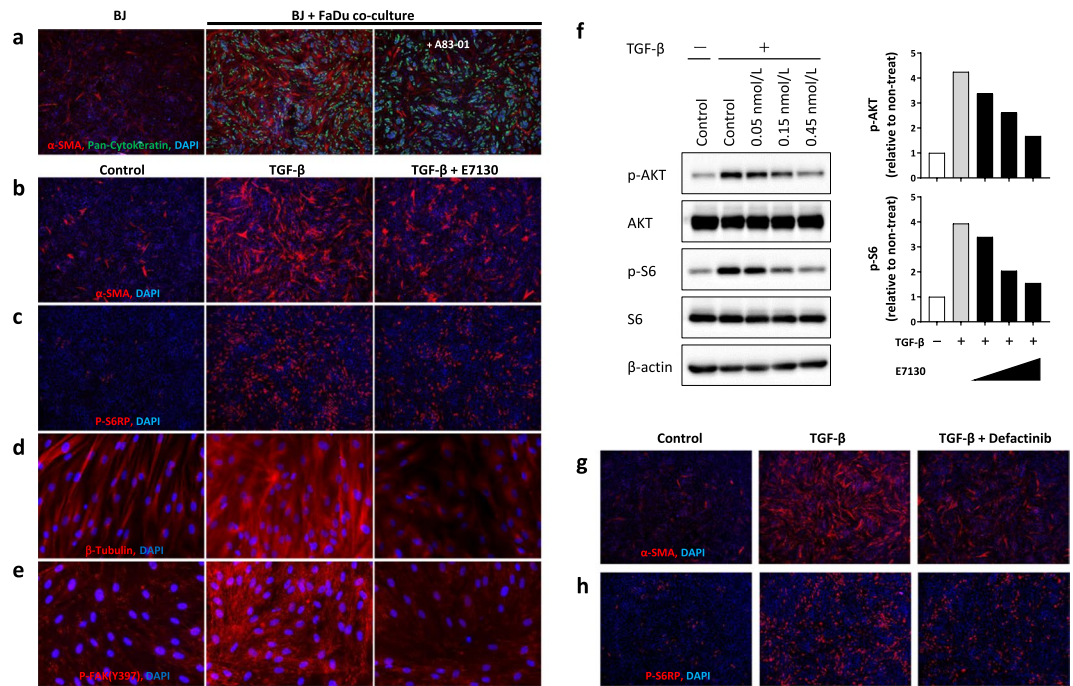 BJ
BJ + FaDu co-culture
a
+ A83-01
α-SMA, Pan-Cytokeratin, DAPI
Control
TGF-β
TGF-β + E7130
b
α-SMA, DAPI
c
P-S6RP, DAPI
d
β-Tubulin, DAPI
e
P-FAK(Y397), DAPI
f
TGF-β
—
+
Control
Control
0.05 nmol/L
0.15 nmol/L
0.45 nmol/L
p-AKT
AKT
p-S6
S6
β-actin
p-AKT
(relative to non-treat)
5
4
3
2
1
0
p-S6
(relative to non-treat)
5
4
3
2
1
0
TGF-β − + + + +
E7130
Control
TGF-β
TGF-β + Defactinib
g
α-SMA, DAPI
h
P-S6RP, DAPI